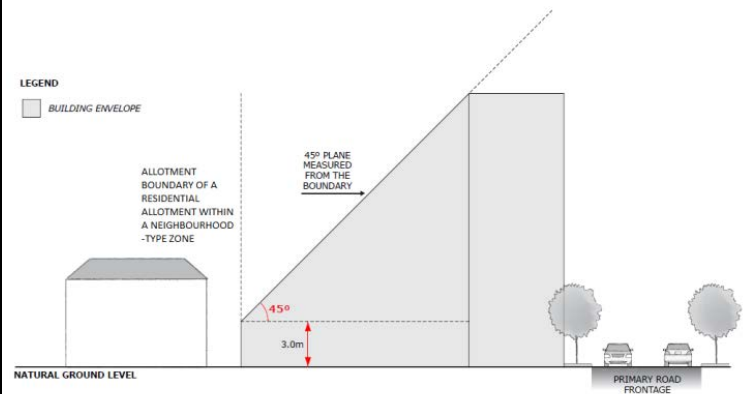 LEGEND
BUILDING ENVELOPE
ALLOTMENT
BOUNDARY OF A
RESIDENTIAL
ALLOTMENT WITHIN
A NEIGHBOURHOOD
-TYPE ZONE
45º PLANE
MEASURED
FROM THE
BOUNDARY
45º
3.0m
NATURAL GROUND LEVEL
PRIMARY ROAD
FRONTAGE